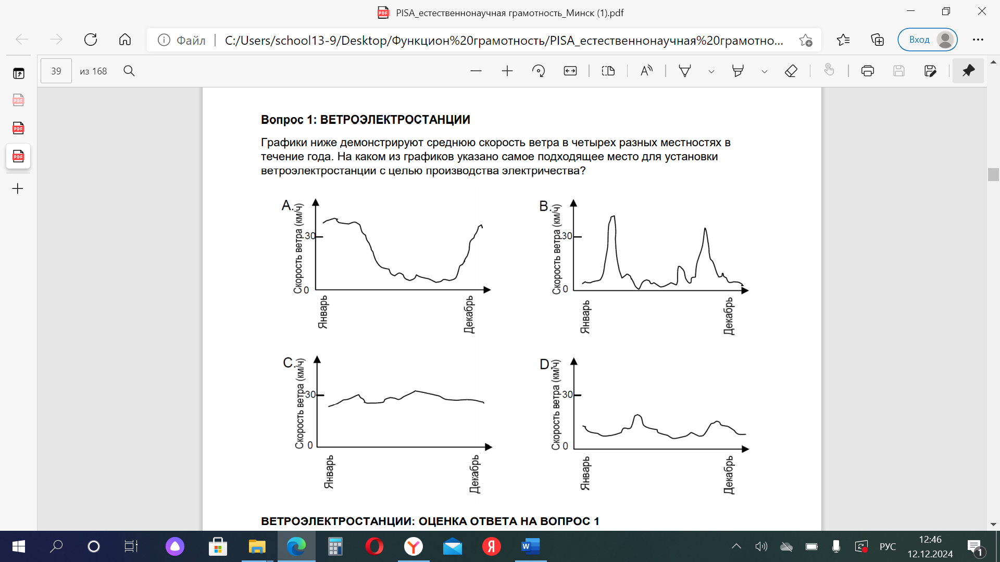 PISA_естественнонаучная грамотность_Минск (1).pdf
Файл
C:/Users/school13-9/Desktop/Функцион%20грамотность/PISA_естественнонаучная%20грамотно...
Вход
39
из 168
Вопрос 1: ВЕТРОЭЛЕКТРОСТАНЦИИ
Графики ниже демонстрируют среднюю скорость ветра в четырех разных местностях в
течение года. На каком из графиков указано самое подходящее место для установки
ветроэлектростанции с целью производства электричества?
A.
Скорость ветра (км/ч)
30
0
Январь
Декабрь
B.
Скорость ветра (км/ч)
30
0
Январь
Декабрь
C.
Скорость ветра (км/ч)
30
0
Январь
Декабрь
D.
Скорость ветра (км/ч)
30
0
Январь
Декабрь
ВЕТРОЭЛЕКТРОСТАНЦИИ: ОЦЕНКА ОТВЕТА НА ВОПРОС 1
РУС
12:46
12.12.2024
1